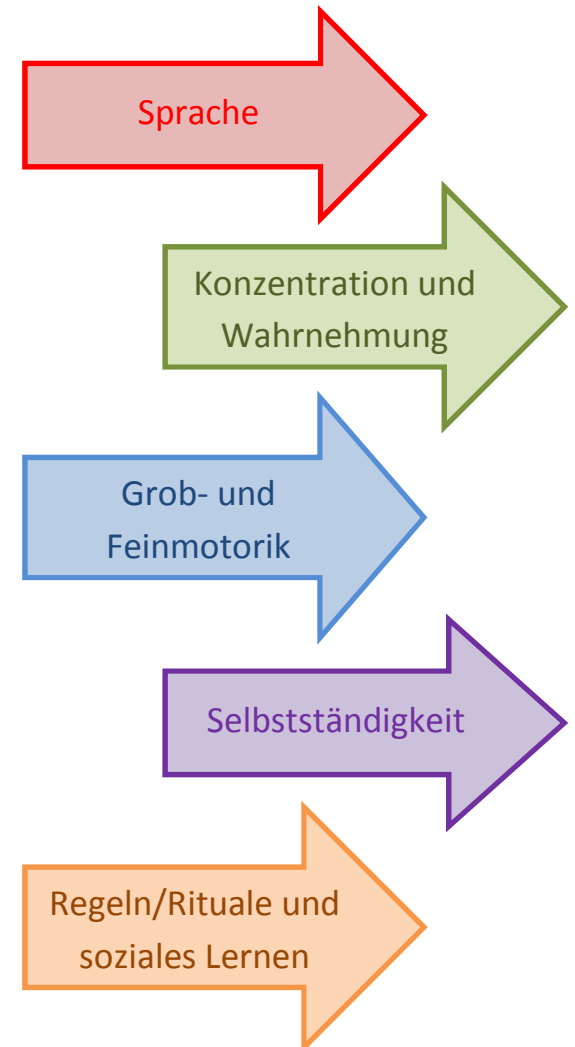 Sprache
Konzentration und
Wahrnehmung
Grob- und
Feinmotorik
Selbstständigkeit
Regeln/Rituale und
soziales Lernen